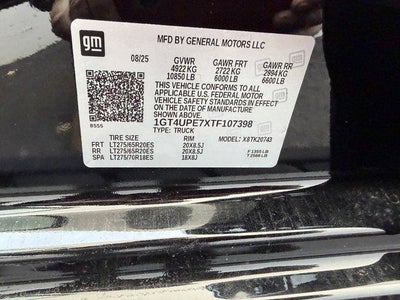 gm
MFD BY GENERAL MOTORS LLC
08/25 GVWR GAWR FRT GAWR RR
4922 KG 2722 KG 2994 KG
10850 LB 6000 LB 6600 LB
THIS VEHICLE CONFORMS TO ALL
APPLICABLE U.S. FEDERAL MOTOR
VEHICLE SAFETY STANDARDS IN EFFECT
ON THE DATE OF MANUFACTURE SHOWN ABOVE.
1GT4UPE7XTF107398
TYPE: TRUCK
TIRE SIZE RIM MODEL: X8TK20743
FRT LT275/65R20ES 20X8.5J
RR LT275/65R20ES 20X8.5J
SPA LT275/70R18ES 18X8J